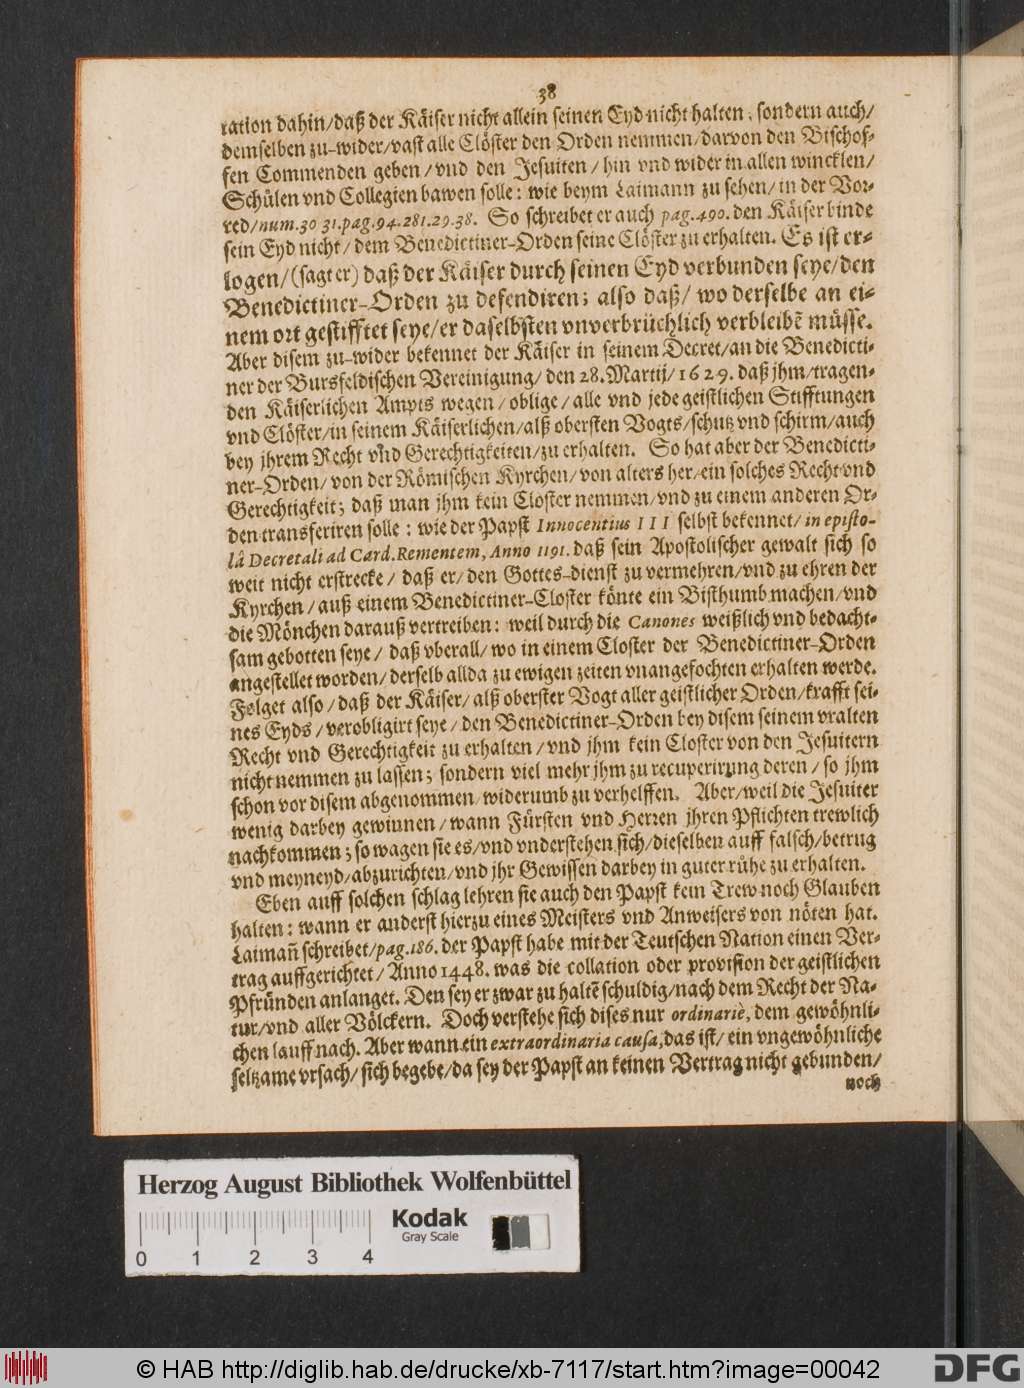 38
ration dahin/daß der Käiser nicht allein seinen Eyd nicht halten, sondern auch/
demselben zu-wider/vast alle Clöster den Orden nemmen/darvon den Bischof-
fen Commenden geben/vnd den Jesuiten/hin vnd wider in allen wincklen/
Schülen vnd Collegien bawen solle: wie beym Laimann zu sehen/in der Vor-
red/num.30 31.pag.94.281.29.38. So schreibet er auch pag.490. den Käiser binde
sein Eyd nicht/dem Benedictiner-Orden seine Clöster zu erhalten. Es ist er-
logen/(sagt er) daß der Käiser durch seinen Eyd verbunden seye/den
Benedictiner-Orden zu defendiren; also daß/wo derselbe an ei-
nem ort gestifftet seye/er daselbsten vnverbrüchlich verbleibẽ müsse.
Aber disem zu-wider bekennet der Käiser in seinem Decret/an die Benedicti-
ner der Bursfeldischen Vereinigung/den 28. Martij/1629. daß jhm/tragen-
den Käiserlichen Ampts wegen/oblige/alle vnd jede geistlichen Stifftungen
vnd Clöster/in seinem Käiserlichen/alß obersten Vogts/schutz vnd schirm/auch
bey jhrem Recht vnd Gerechtigkeiten/zu erhalten. So hat aber der Benedicti-
ner-Orden/von der Römischen Kyrchen/von alters her/ein solches Recht vnd
Gerechtigkeit; daß man jhm kein Closter nemmen/vnd zu einem anderen Or-
den transferiren solle: wie der Papst Innocentius III selbst bekennet/in episto-
lâ Decretali ad Card. Rementem, Anno 1191. daß sein Apostolischer gewalt sich so
weit nicht erstrecke/daß er/den Gottes-dienst zu vermehren/vnd zu ehren der
Kyrchen/auß einem Benedictiner-Closter könte ein Bisthumb machen/vnd
die Mönchen darauß vertreiben: weil durch die Canones weißlich vnd bedacht-
sam gebotten seye/daß vberall/wo in einem Closter der Benedictiner-Orden
angestellet worden/derselb allda zu ewigen zeiten vnangefochten erhalten werde.
Folget also/daß der Käiser/alß oberster Vogt aller geistlicher Orden/krafft sei-
nes Eyds/verobligirt seye/den Benedictiner-Orden bey disem seinem vralten
Recht vnd Gerechtigkeit zu erhalten/vnd jhm kein Closter von den Jesuitern
nicht nemmen zu lassen; sondern viel mehr jhm zu recuperirung deren/so jhm
schon vor disem abgenommen/widerumb zu verhelffen. Aber/weil die Jesuiter
wenig darbey gewinnen/wann Fürsten vnd Herren jhren Pflichten trewlich
nachkommen; so wagen sie es/vnd vnderstehen sich/dieselben auff falsch/betrug
vnd meyneyd/abzurichten/vnd jhr Gewissen darbey in guter rühe zu erhalten.
Eben auff solchen schlag lehren sie auch den Papst kein Trew noch Glauben
halten: wann er anderst hierzu eines Meisters vnd Anweisers von nöten hat.
Laimañ schreibet/pag.186. der Papst habe mit der Teutschen Nation einen Ver-
trag auffgerichtet/Anno 1448. was die collation oder provision der geistlichen
Pfründen anlanget. Den sey er zwar zu haltẽ schuldig/nach dem Recht der Na-
tur/vnd aller Völckern. Doch verstehe sich dises nur ordinariè, dem gewöhnli-
chen lauff nach. Aber wann ein extraordinaria causa, das ist/ein vngewöhnliche
seltzame vrsach/sich begebe/da sey der Papst an keinen Vertrag nicht gebunden/
noch
Herzog August Bibliothek Wolfenbüttel
Kodak
Gray Scale
0 1 2 3 4
© HAB http://diglib.hab.de/drucke/xb-7117/start.htm?image=00042
DFG